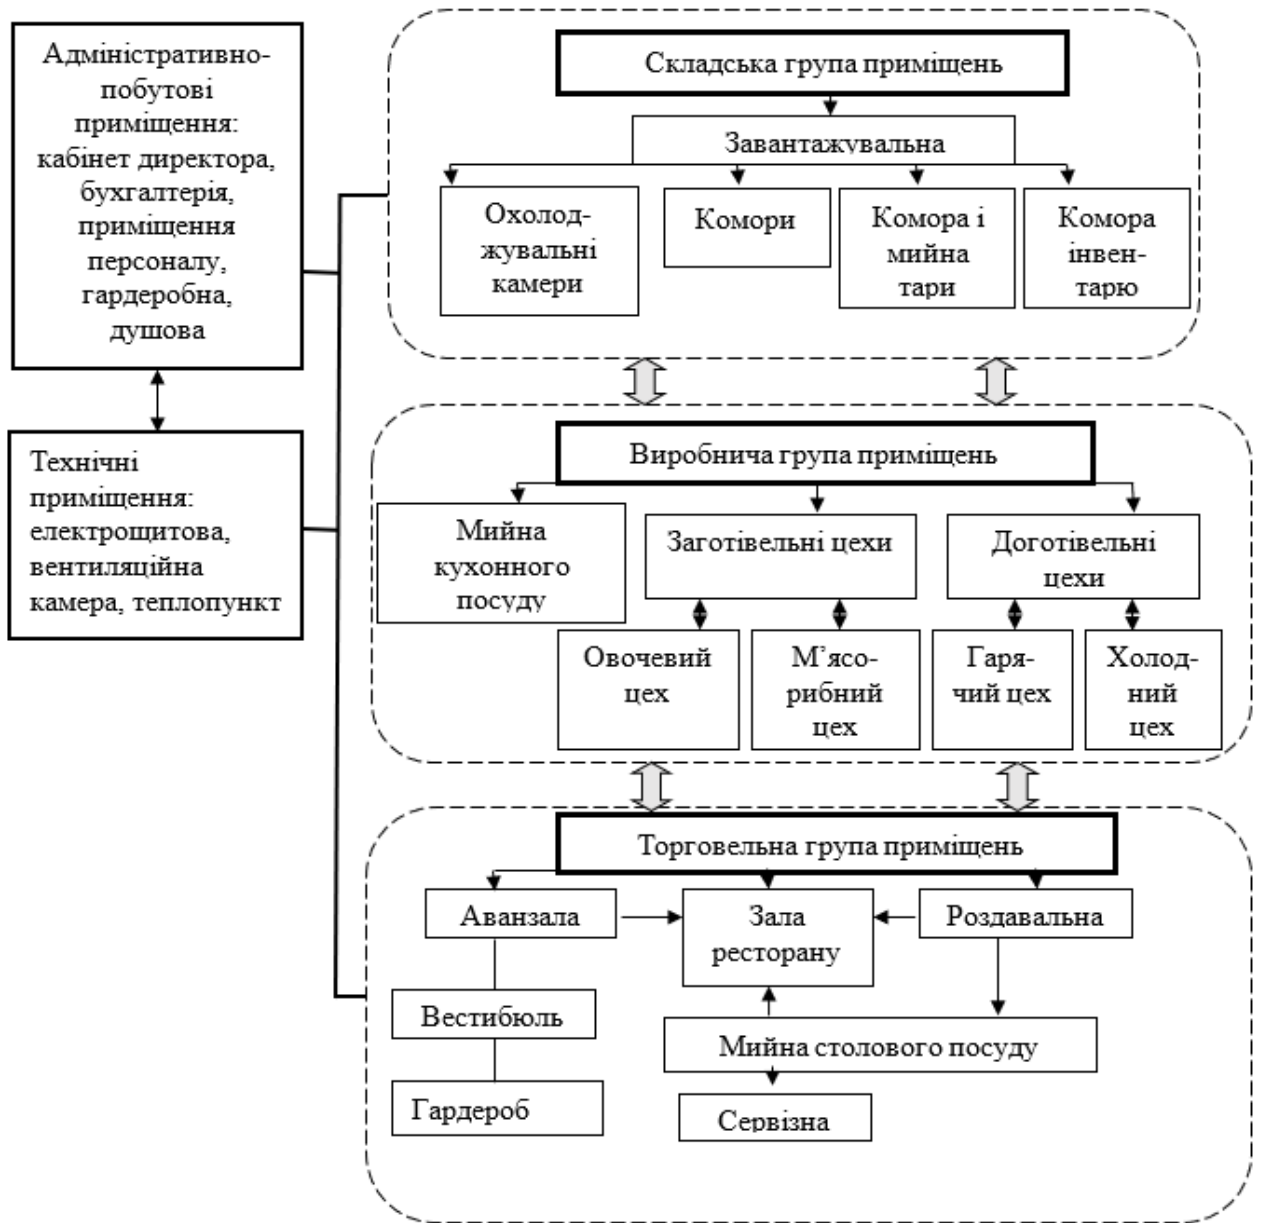 Адміністративно-
побутові
приміщення:
кабінет директора,
бухгалтерія,
приміщення
персоналу,
гардеробна,
душова
Технічні
приміщення:
електрощитова,
вентиляційна
камера, теплопункт
Складська група приміщень
Завантажувальна
Охолод-
жувальні
камери
Комори
Комора і
мийна
тари
Комора
інвен-
тарю
Виробнича група приміщень
Мийна
кухонного
посуду
Заготівельні цехи
Доготівельні
цехи
Овочевий
цех
М’ясо-
рибний
цех
Гаря-
чий цех
Холод-
ний
цех
Торговельна група приміщень
Аванзала
Зала
ресторану
Роздавальна
Вестибюль
Мийна столового посуду
Гардероб
Сервізна